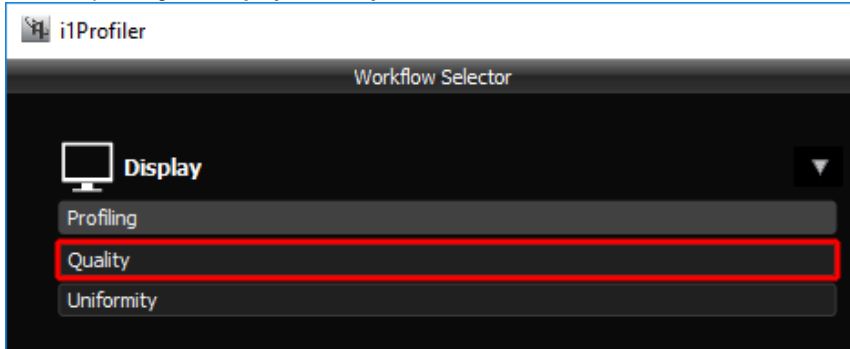 i1Profiler
Workflow Selector
Display
Profiling
Quality
Uniformity